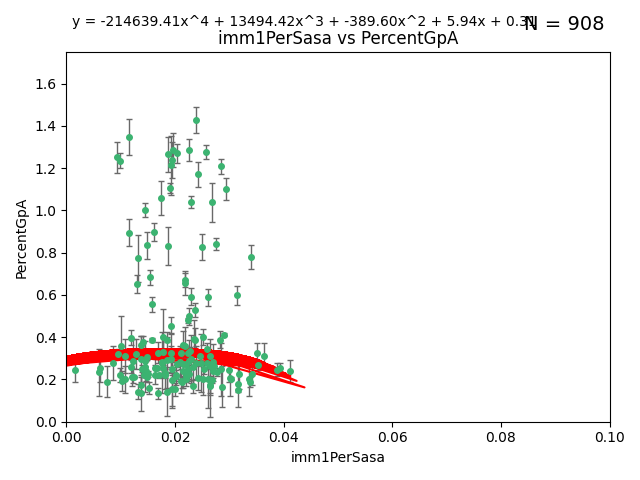 y = -214639.41x^4 + 13494.42x^3 + -389.60x^2 + 5.94x + 0.31
N = 908
imm1PerSasa vs PercentGpA
1.6
1.4
1.2
1.0
0.8
0.6
0.4
0.2
0.0
PercentGpA
0.00 0.02 0.04 0.06 0.08 0.10
imm1PerSasa